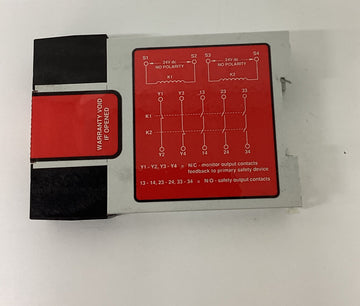 S1 S2 S3 S4
24V dc 24V dc
NO POLARITY NO POLARITY
K1 K2
Y1 Y3 13 23 33
K1
K2
Y2 Y4 14 24 34
Y1 - Y2, Y3 - Y4 = N/C - monitor output contacts
feedback to primary safety device
13 - 14, 23 - 24, 33 - 34 = N/O - safety output contacts
WARRANTY VOID
IF OPENED